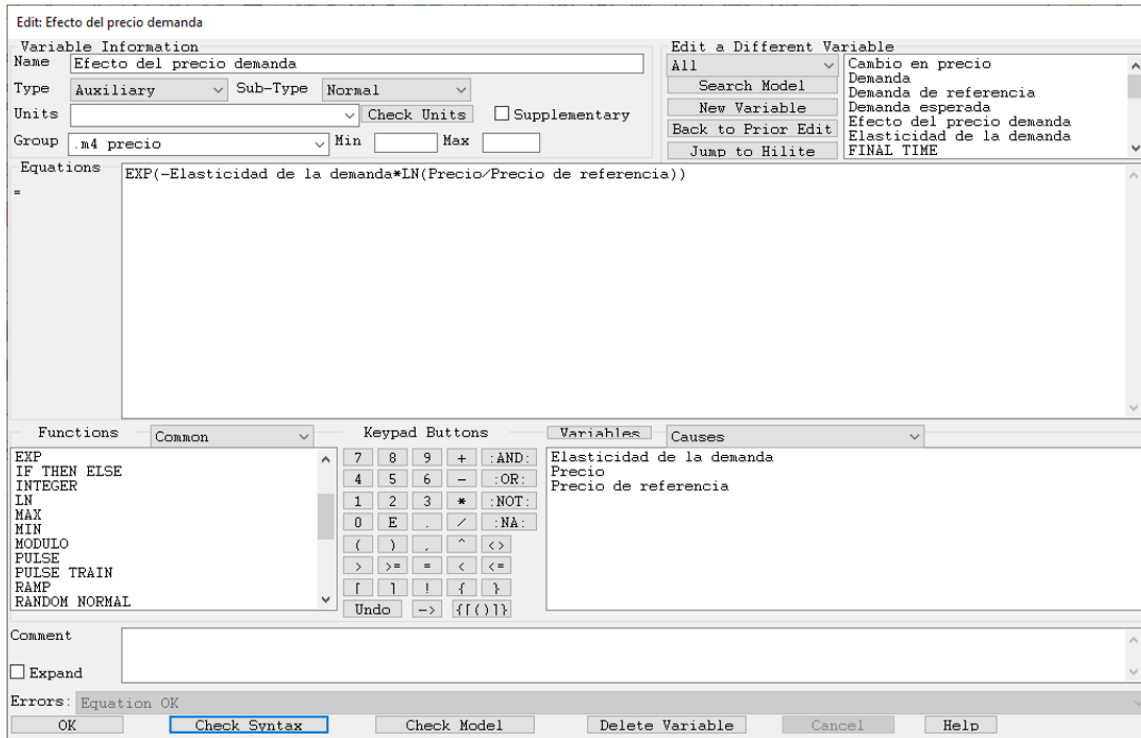 Edit: Efecto del precio demanda
Variable Information
Name Efecto del precio demanda
Type Auxiliary Sub-Type Normal
Units Check Units Supplementary
Group .m4 precio Min Max
Edit a Different Variable
All
Search Model
New Variable
Back to Prior Edit
Jump to Hilite
Cambio en precio
Demanda
Demanda de referencia
Demanda esperada
Efecto del precio demanda
Elasticidad de la demanda
FINAL TIME
Equations
=
EXP(-Elasticidad de la demanda*LN(Precio/Precio de referencia))
Functions Common
EXP
IF THEN ELSE
INTEGER
LN
MAX
MIN
MODULO
PULSE
PULSE TRAIN
RAMP
RANDOM NORMAL
Keypad Buttons
7 8 9 + :AND:
4 5 6 - :OR:
1 2 3 * :NOT:
0 E . / :NA:
( ) , ^ <>
> >= = < <=
[ ] ! { }
Undo -> {[()]}
Variables Causes
Elasticidad de la demanda
Precio
Precio de referencia
Comment
Expand
Errors: Equation OK
OK Check Syntax Check Model Delete Variable Cancel Help